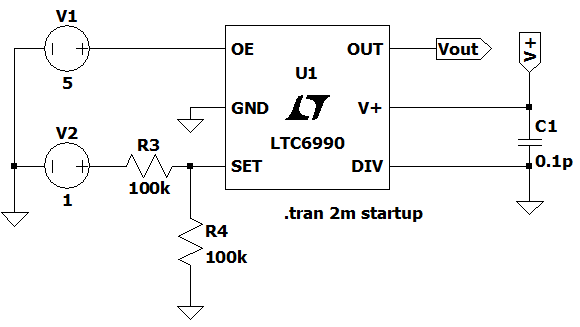 V1
OE
OUT
Vout
V+
5
U1
GND
V+
V2
LTC6990
C1
R3
SET
DIV
0.1p
1
100k
.tran 2m startup
R4
100k